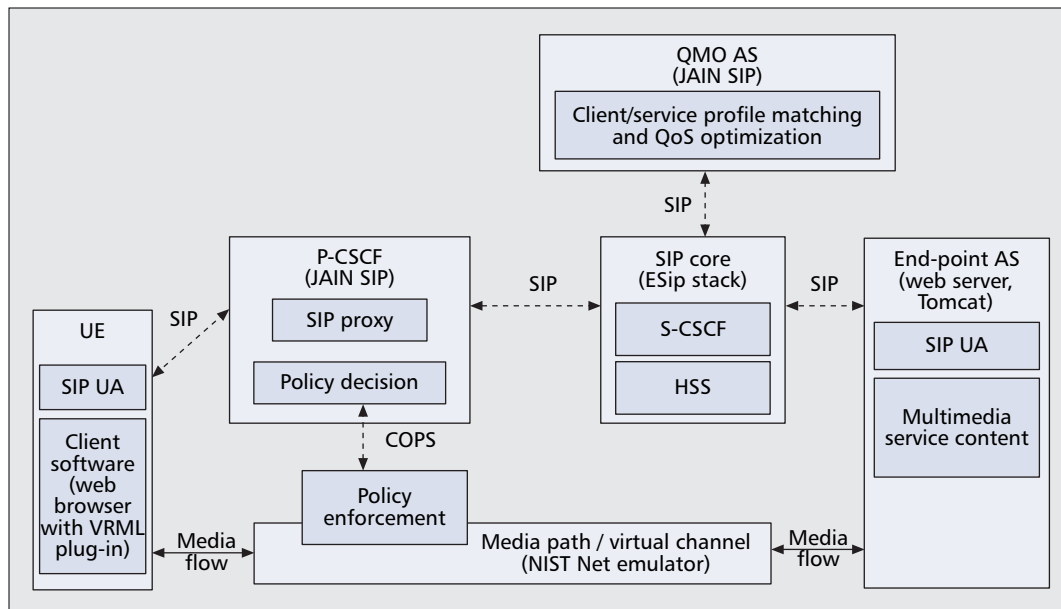 QMO AS
(JAIN SIP)
Client/service profile matching
and QoS optimization
SIP
P-CSCF
(JAIN SIP)
SIP proxy
Policy decision
SIP
SIP core
(ESip stack)
S-CSCF
HSS
SIP
End-point AS
(web server,
Tomcat)
SIP UA
Multimedia
service content
SIP
UE
SIP UA
Client
software
(web
browser
with VRML
plug-in)
COPS
Policy
enforcement
Media
flow
Media path / virtual channel
(NIST Net emulator)
Media
flow